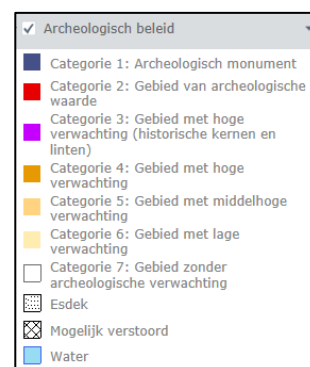 Archeologisch beleid
Categorie 1: Archeologisch monument
Categorie 2: Gebied van archeologische
waarde
Categorie 3: Gebied met hoge
verwachting (historische kernen en
linten)
Categorie 4: Gebied met hoge
verwachting
Categorie 5: Gebied met middelhoge
verwachting
Categorie 6: Gebied met lage
verwachting
Categorie 7: Gebied zonder
archeologische verwachting
Esdek
Mogelijk verstoord
Water